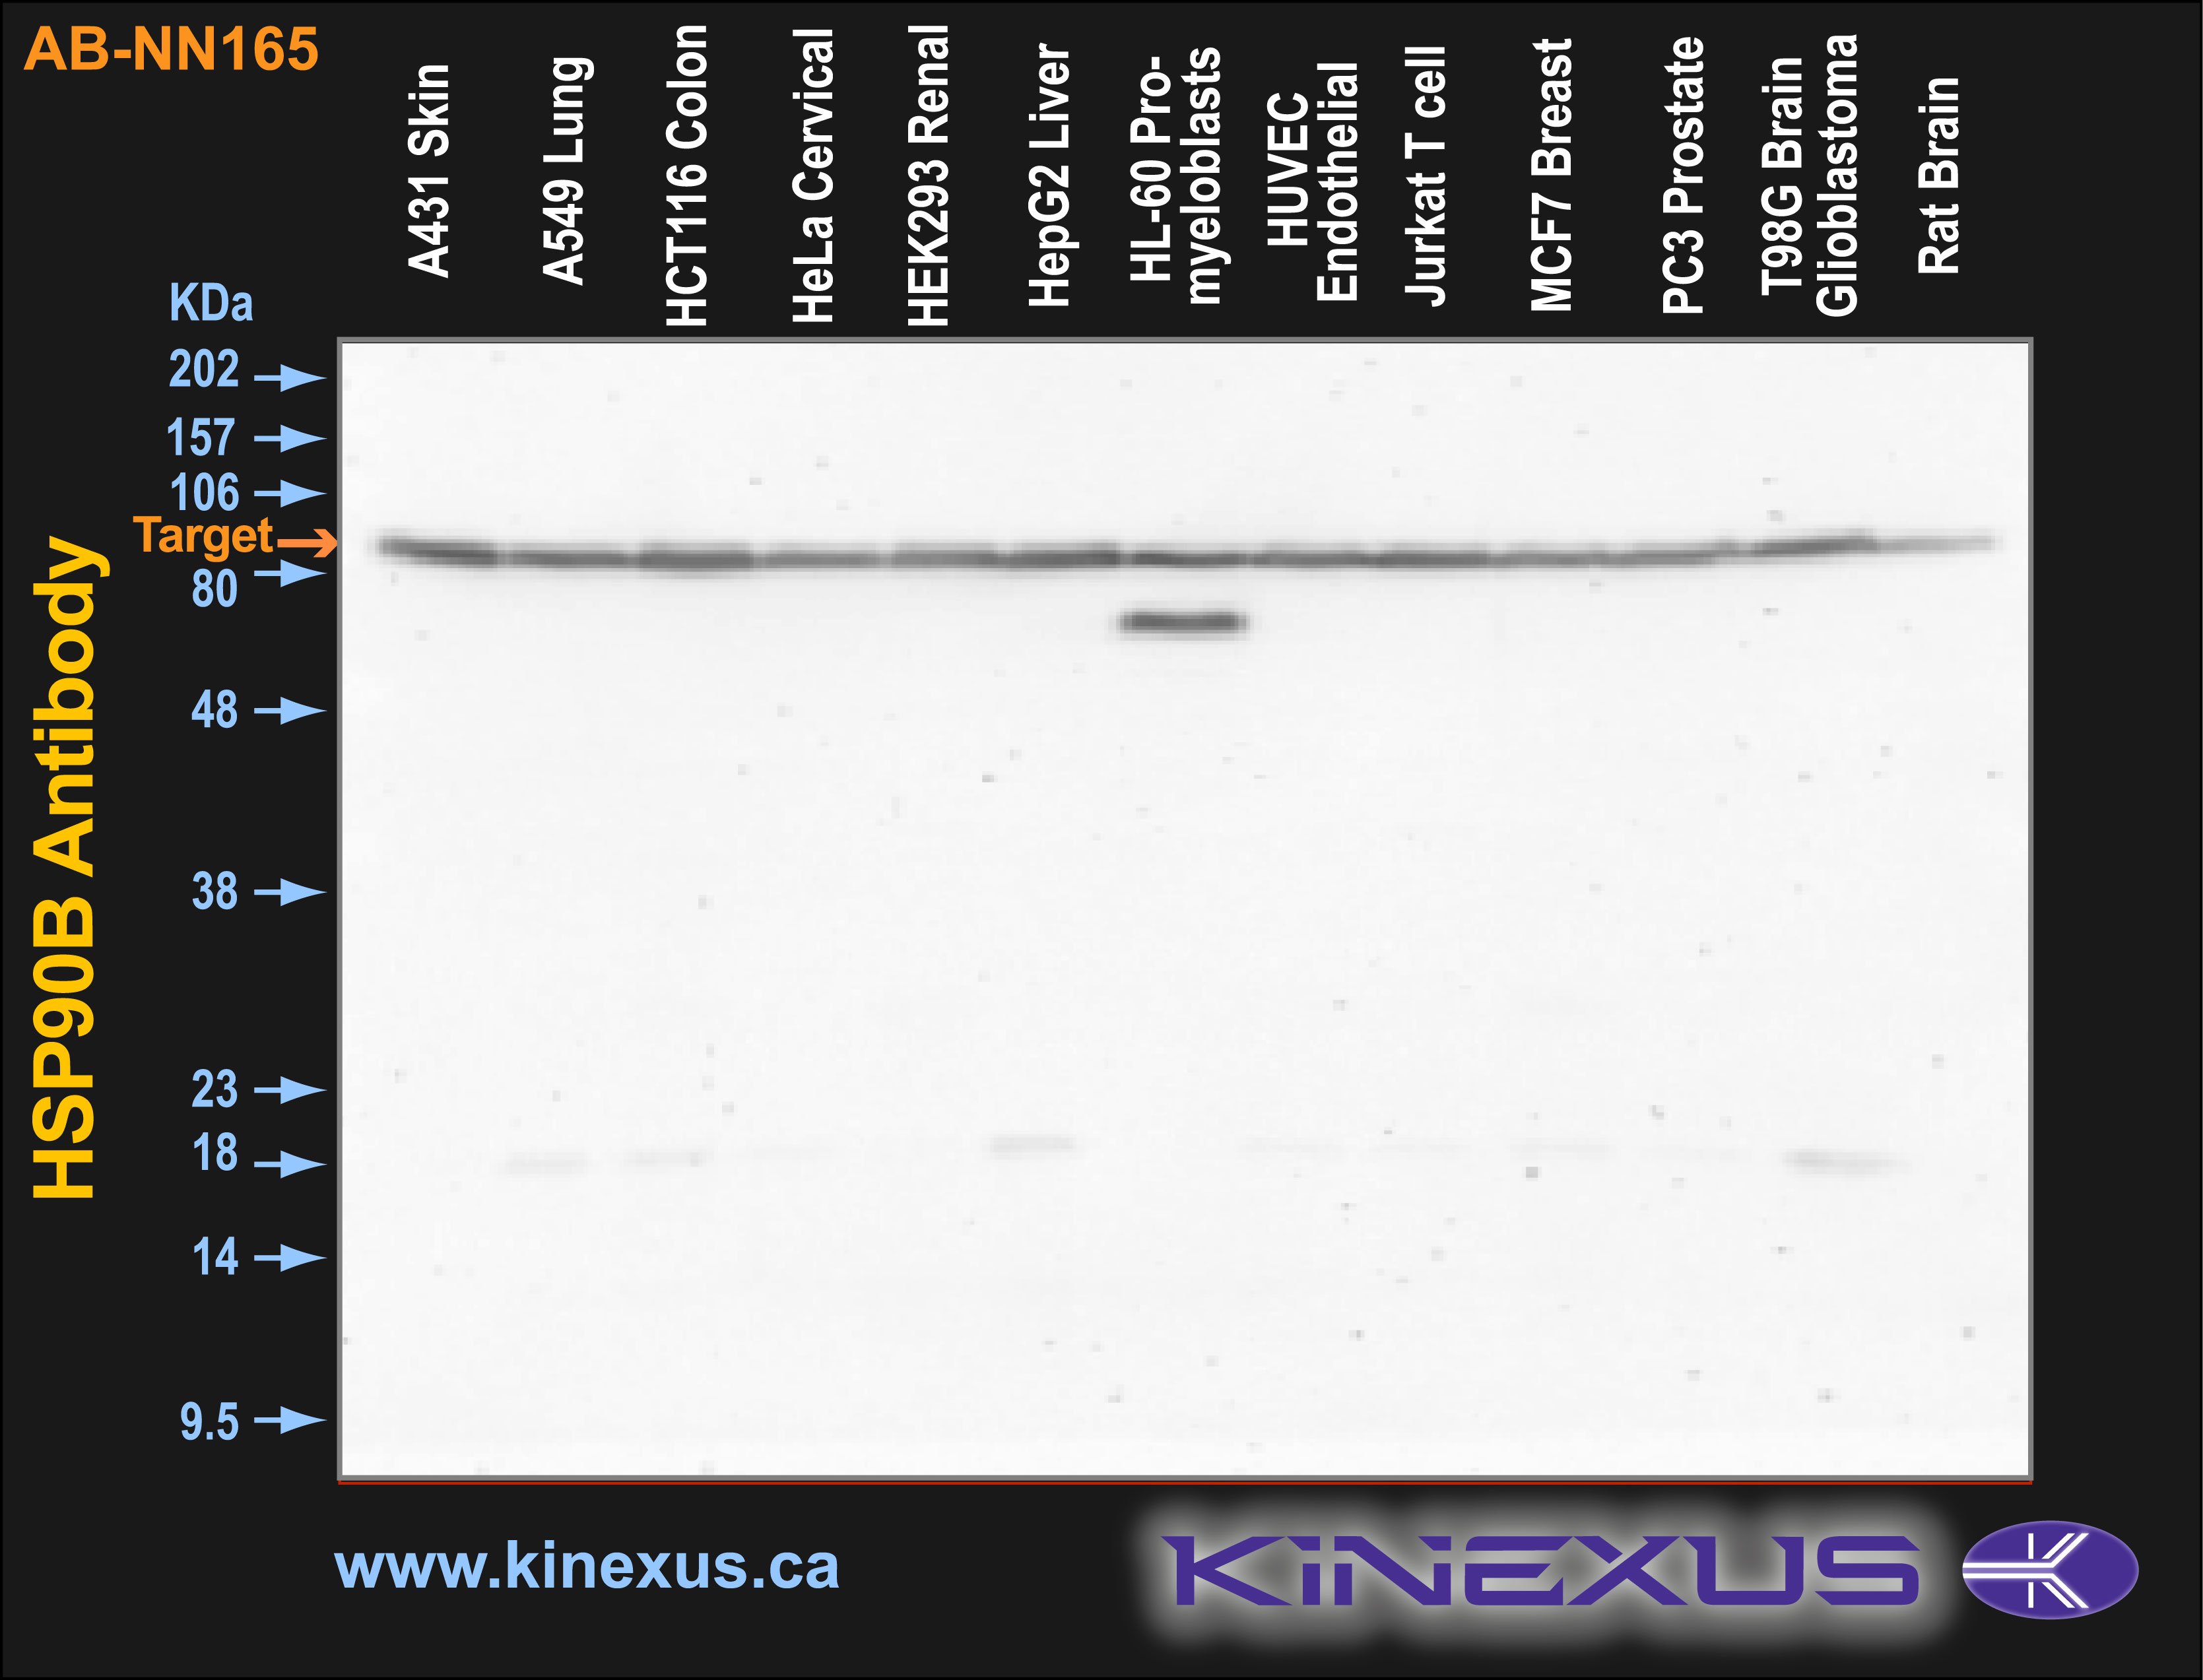 AB-NN165
A431 Skin
A549 Lung
HCT116 Colon
HeLa Cervical
HEK293 Renal
HepG2 Liver
HL-60 Pro-
myeloblasts
HUVEC
Endothelial
Jurkat T cell
MCF7 Breast
PC3 Prostate
T98G Brain
Glioblastoma
Rat Brain
KDa
202
157
106
Target
80
48
38
23
18
14
9.5
HSP90B Antibody
www.kinexus.ca
KiNEXUS